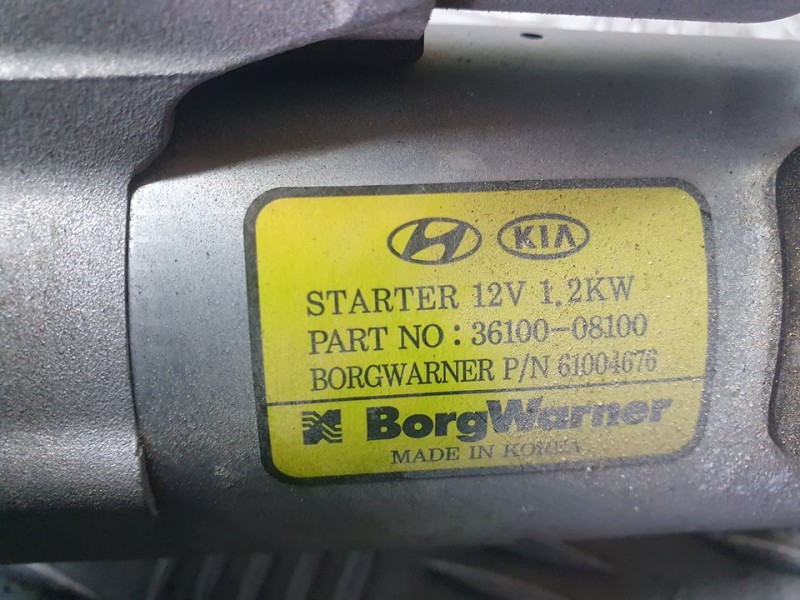 KIA
STARTER 12V 1.2KW
PART NO : 36100-08100
BORGWARNER P/N 61004676
BorgWarner
MADE IN KOREA